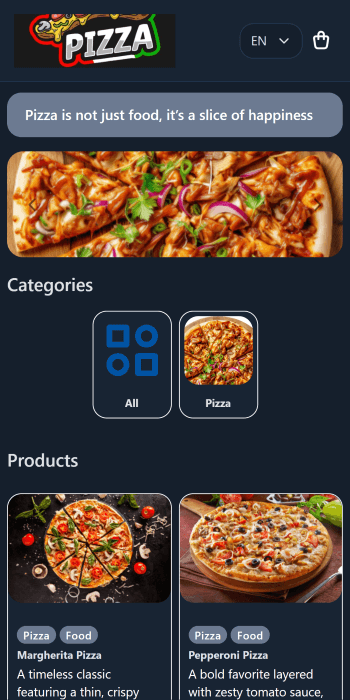 PIZZA
EN
Pizza is not just food, it's a slice of happiness
Categories
All
Pizza
Products
Pizza
Food
Pizza
Food
Margherita Pizza
Pepperoni Pizza
A timeless classic
featuring a thin, crispy
A bold favorite layered
with zesty tomato sauce,